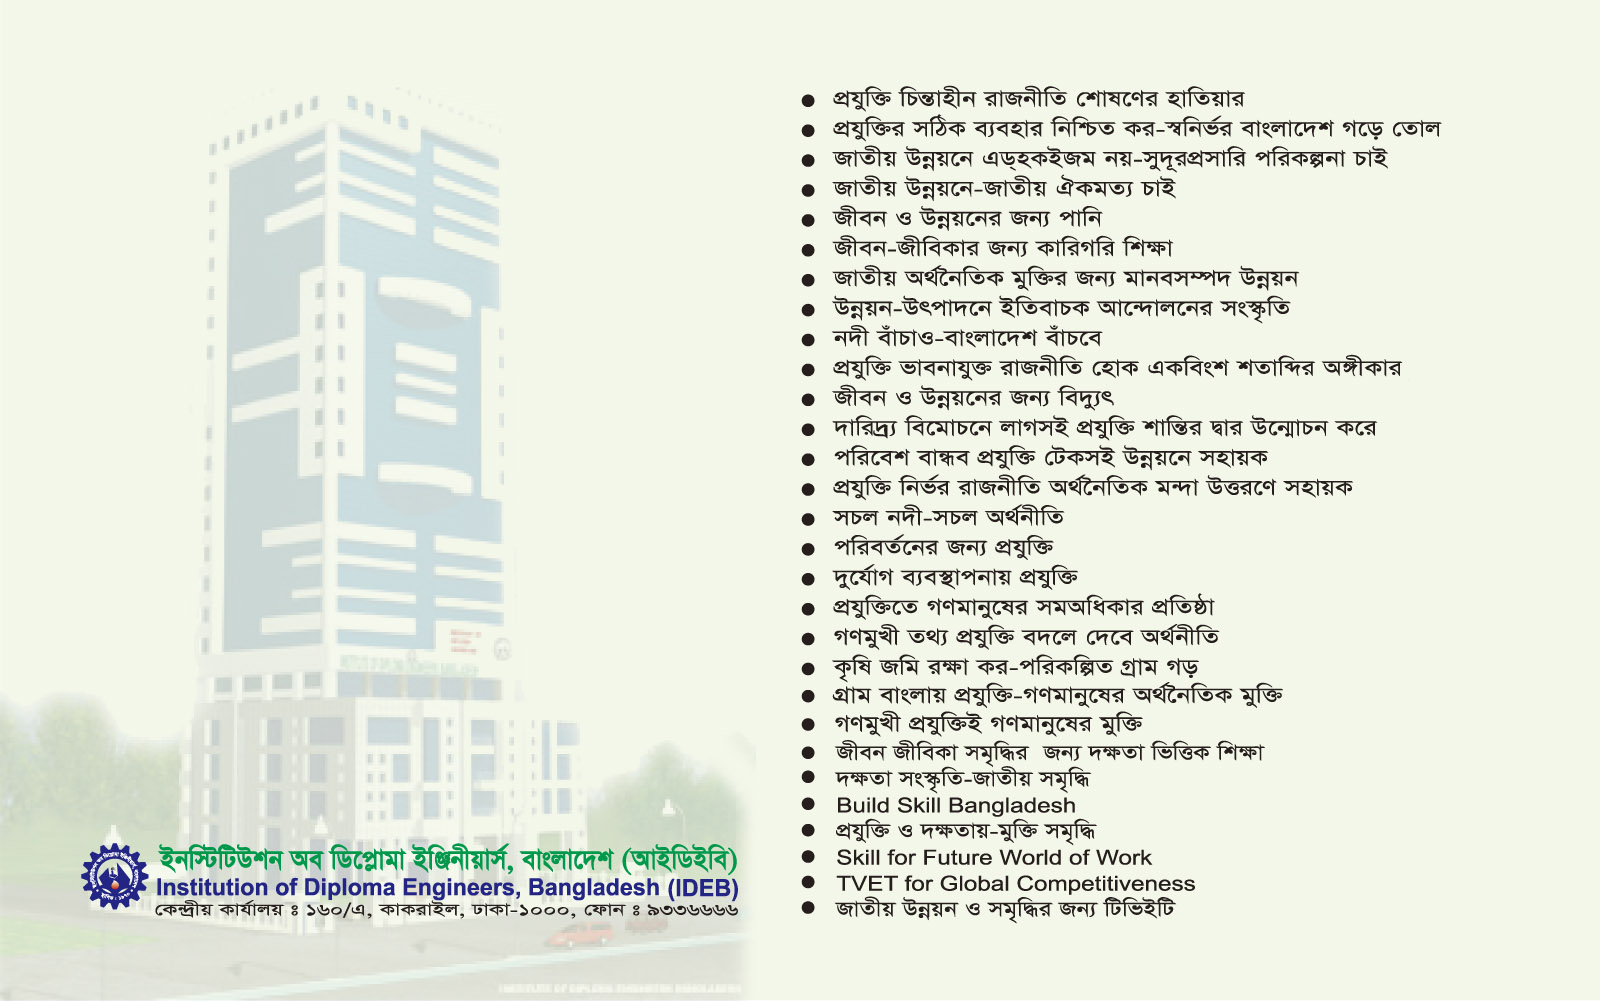 ইনস্টিটিউশন অব ডিপ্লোমা ইঞ্জিনীয়ার্স, বাংলাদেশ (আইডিইবি)
Institution of Diploma Engineers, Bangladesh (IDEB)
কেন্দ্রীয় কার্যালয় ঃ ১৬০/এ, কাকরাইল, ঢাকা-১০০০, ফোন ঃ ৯৩৩৬৬৬৬
● প্রযুক্তি চিন্তাহীন রাজনীতি শোষণের হাতিয়ার
● প্রযুক্তির সঠিক ব্যবহার নিশ্চিত কর-স্বনির্ভর বাংলাদেশ গড়ে তোল
● জাতীয় উন্নয়নে এড্হকইজম নয়-সুদূরপ্রসারি পরিকল্পনা চাই
● জাতীয় উন্নয়নে-জাতীয় ঐকমত্য চাই
● জীবন ও উন্নয়নের জন্য পানি
● জীবন-জীবিকার জন্য কারিগরি শিক্ষা
● জাতীয় অর্থনৈতিক মুক্তির জন্য মানবসম্পদ উন্নয়ন
● উন্নয়ন-উৎপাদনে ইতিবাচক আন্দোলনের সংস্কৃতি
● নদী বাঁচাও-বাংলাদেশ বাঁচবে
● প্রযুক্তি ভাবনাযুক্ত রাজনীতি হোক একবিংশ শতাব্দির অঙ্গীকার
● জীবন ও উন্নয়নের জন্য বিদ্যুৎ
● দারিদ্র্য বিমোচনে লাগসই প্রযুক্তি শান্তির দ্বার উন্মোচন করে
● পরিবেশ বান্ধব প্রযুক্তি টেকসই উন্নয়নে সহায়ক
● প্রযুক্তি নির্ভর রাজনীতি অর্থনৈতিক মন্দা উত্তরণে সহায়ক
● সচল নদী-সচল অর্থনীতি
● পরিবর্তনের জন্য প্রযুক্তি
● দুর্যোগ ব্যবস্থাপনায় প্রযুক্তি
● প্রযুক্তিতে গণমানুষের সমঅধিকার প্রতিষ্ঠা
● গণমুখী তথ্য প্রযুক্তি বদলে দেবে অর্থনীতি
● কৃষি জমি রক্ষা কর-পরিকল্পিত গ্রাম গড়
● গ্রাম বাংলায় প্রযুক্তি-গণমানুষের অর্থনৈতিক মুক্তি
● গণমুখী প্রযুক্তিই গণমানুষের মুক্তি
● জীবন জীবিকা সমৃদ্ধির জন্য দক্ষতা ভিত্তিক শিক্ষা
● দক্ষতা সংস্কৃতি-জাতীয় সমৃদ্ধি
● Build Skill Bangladesh
● প্রযুক্তি ও দক্ষতায়-মুক্তি সমৃদ্ধি
● Skill for Future World of Work
● TVET for Global Competitiveness
● জাতীয় উন্নয়ন ও সমৃদ্ধির জন্য টিভিইটি